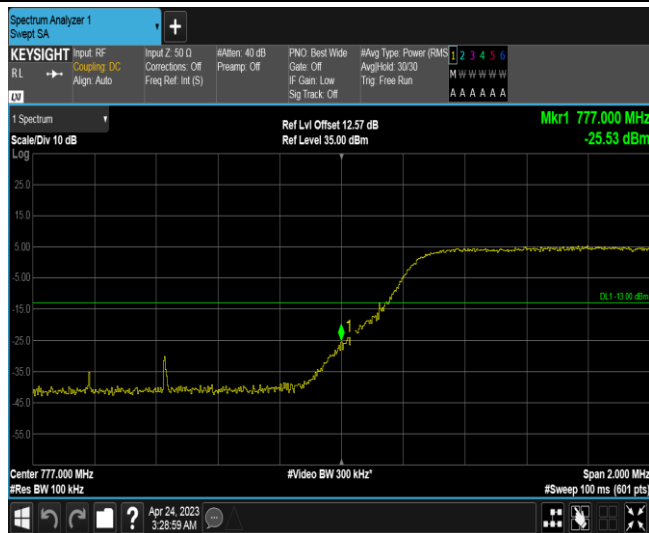 Spectrum Analyzer 1
Swept SA
KEYSIGHT
RL
Input: RF
Coupling: DC
Align: Auto
Input Z: 50 Ω
Corrections: Off
Freq Ref: Int (S)
#Atten: 40 dB
Preamp: Off
PNO: Best Wide
Gate: Off
IF Gain: Low
Sig Track: Off
#Avg Type: Power (RMS
Avg|Hold: 30/30
Trig: Free Run
1 2 3 4 5 6
M W W W W W
A A A A A A
LXI
1 Spectrum
Scale/Div 10 dB
Ref Lvl Offset 12.57 dB
Ref Level 35.00 dBm
Mkr1 777.000 MHz
-25.53 dBm
Log
25.0
15.0
5.00
-5.00
-15.0
-25.0
-35.0
-45.0
-55.0
DL1 -13.00 dBm
1
Center 777.000 MHz
#Res BW 100 kHz
#Video BW 300 kHz*
Span 2.000 MHz
#Sweep 100 ms (601 pts)
?
Apr 24, 2023
3:28:59 AM